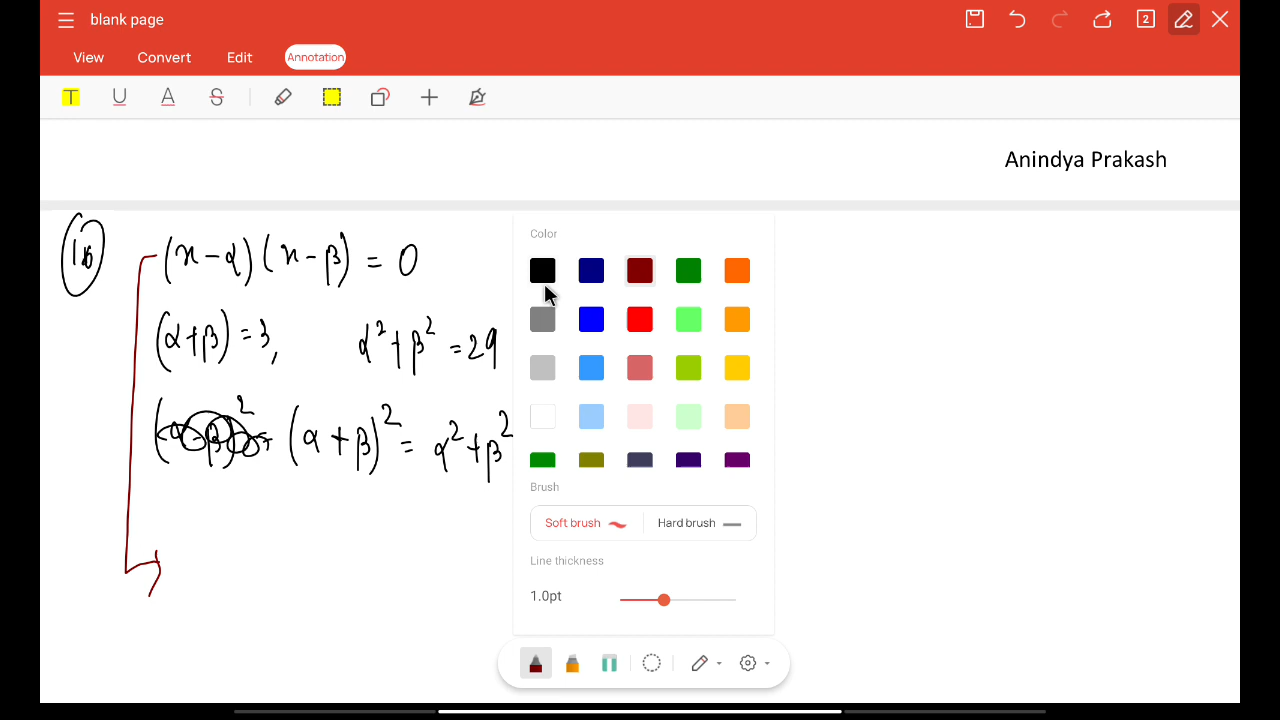 blank page
2
View Convert Edit Annotation
T U A S
Anindya Prakash
16
(x-α)(x-β) = 0
(α+β) = 3, α²+β² = 29
(α+β)² = α²+β²
Color
Brush
Soft brush Hard brush
Line thickness
1.0pt